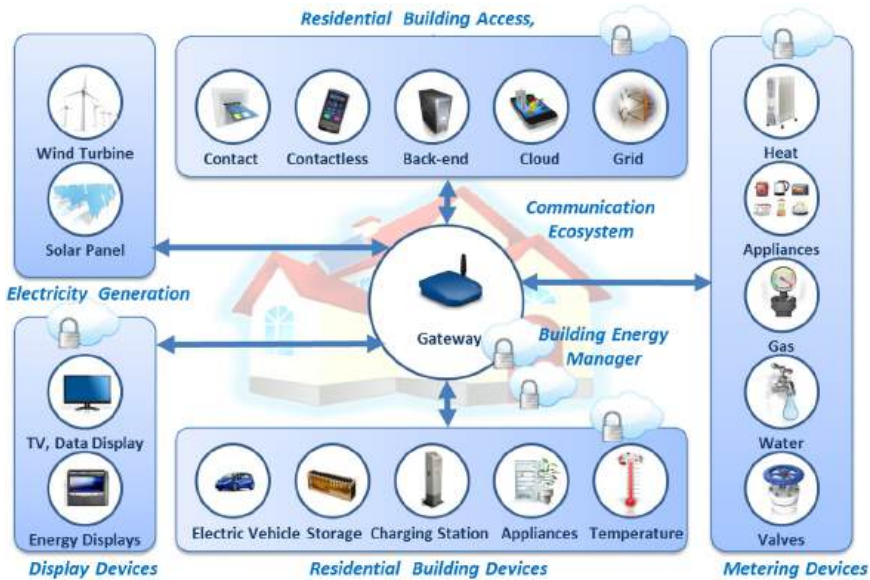 Residential Building Access,
Wind Turbine
Solar Panel
Electricity Generation
Contact
Contactless
Back-end
Cloud
Grid
Heat
Appliances
Gas
Water
Valves
Metering Devices
Communication
Ecosystem
Gateway
Building Energy
Manager
TV, Data Display
Energy Displays
Display Devices
Electric Vehicle
Storage
Charging Station
Appliances
Temperature
Residential Building Devices